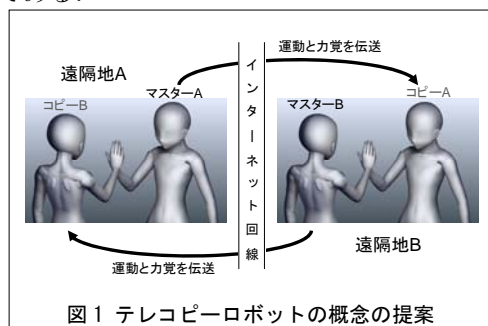 運動と力覚を伝送
遠隔地A
コピーB
マスターA
インターネット回線
マスターB
コピーA
遠隔地B
運動と力覚を伝送
図1 テレコピーロボットの概念の提案